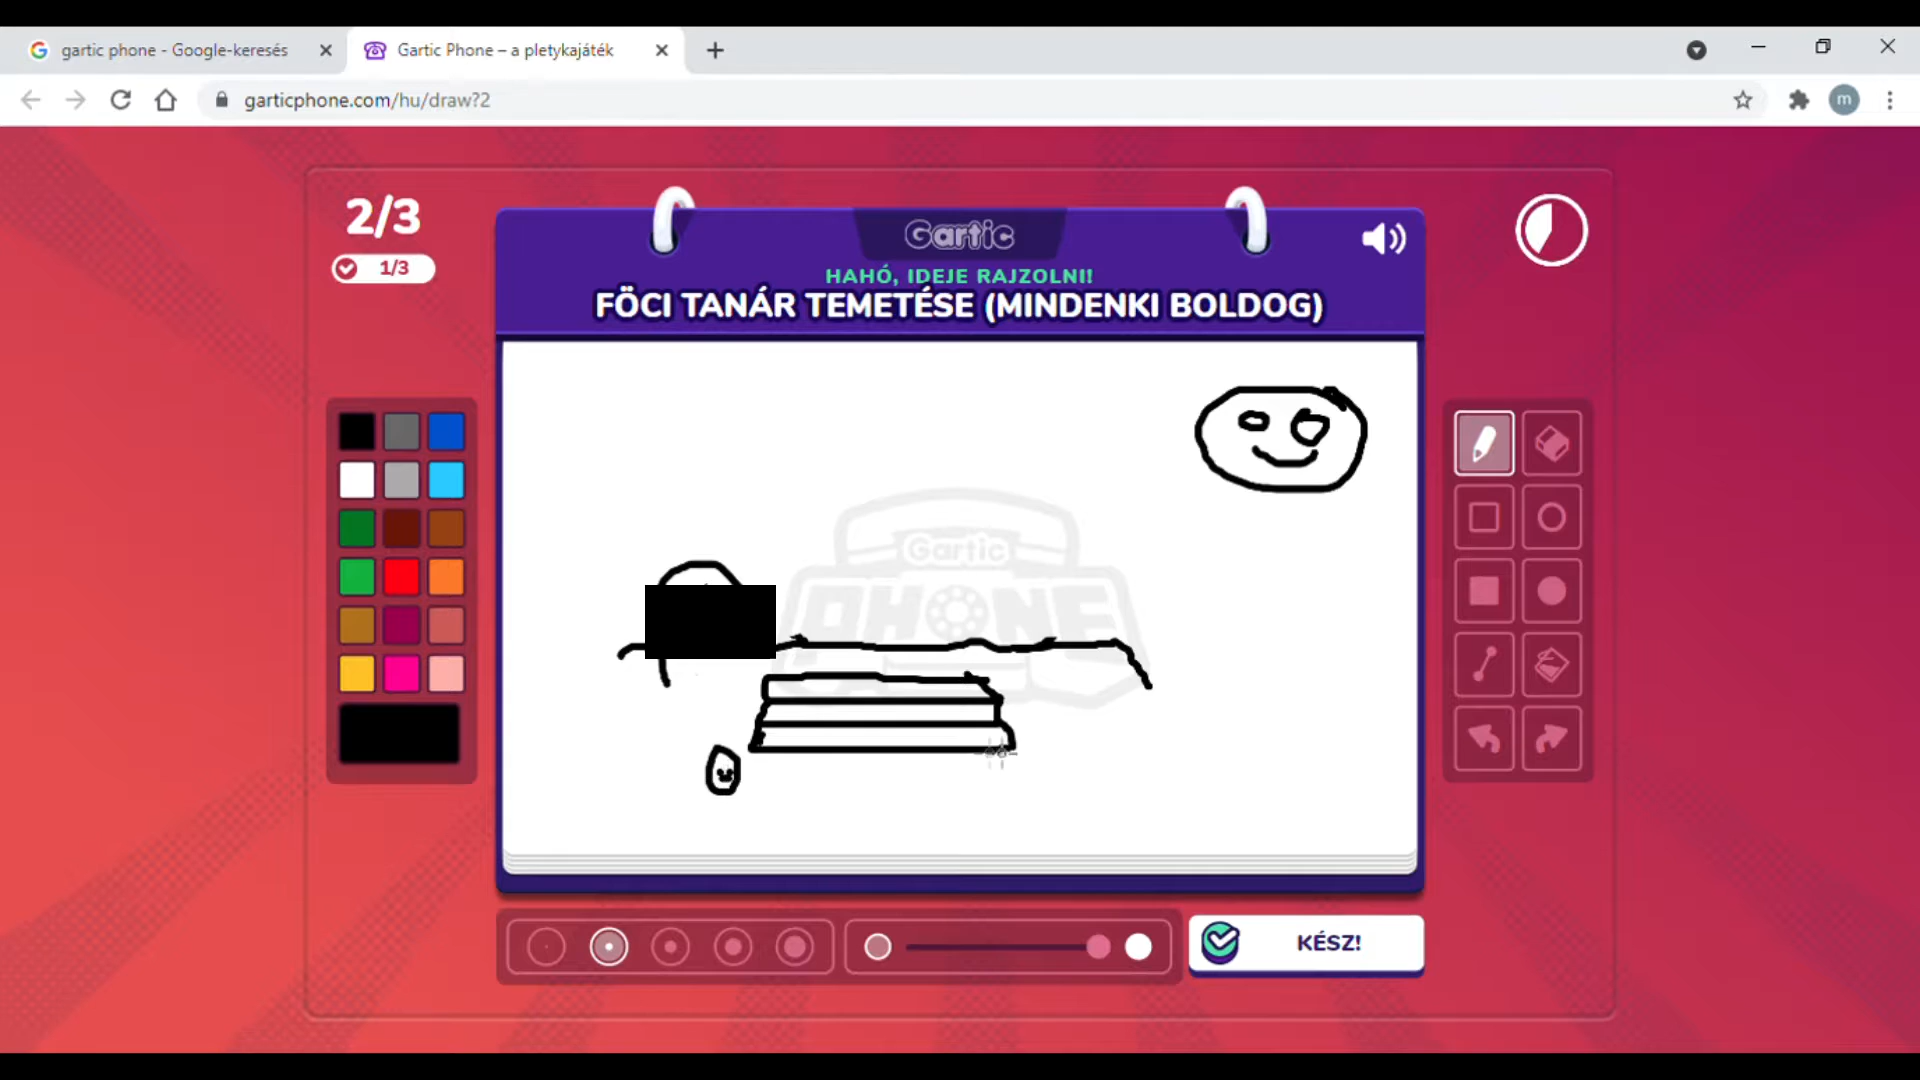 gartic phone - Google-keresés
Gartic Phone – a pletykajáték
garticphone.com/hu/draw?2
m
2/3
1/3
Gartic
HAHÓ, IDEJE RAJZOLNI!
FÖCI TANÁR TEMETÉSE (MINDENKI BOLDOG)
Gartic
PHONE
KÉSZ!